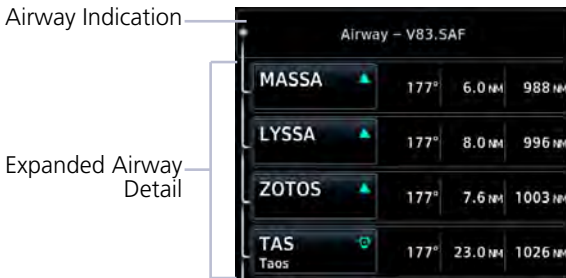 Airway Indication
Airway – V83.SAF
Expanded Airway
Detail
MASSA 177° 6.0 NM 988 NM
LYSSA 177° 8.0 NM 996 NM
ZOTOS 177° 7.6 NM 1003 NM
TAS 177° 23.0 NM 1026 NM
Taos